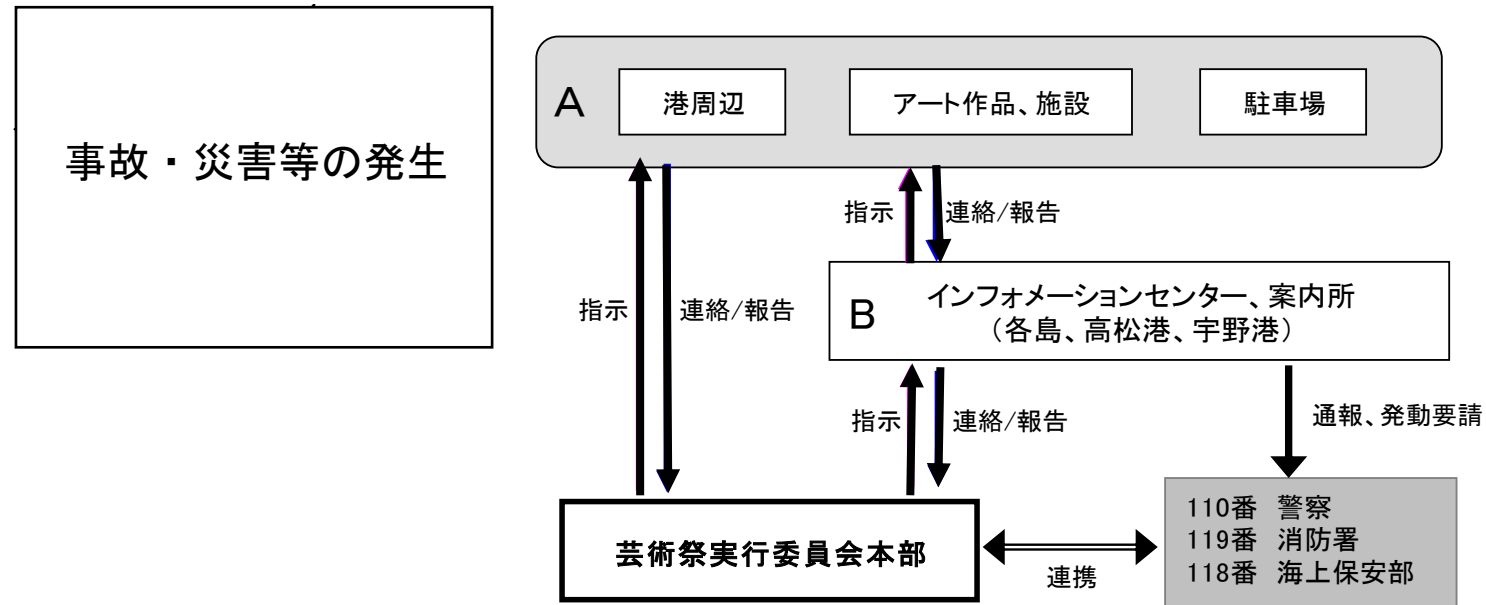 事故・災害等の発生
A
港周辺
アート作品、施設
駐車場
指示
連絡/報告
指示
連絡/報告
B
インフォメーションセンター、案内所
（各島、高松港、宇野港）
指示
連絡/報告
通報、発動要請
芸術祭実行委員会本部
連携
110番 警察
119番 消防署
118番 海上保安部